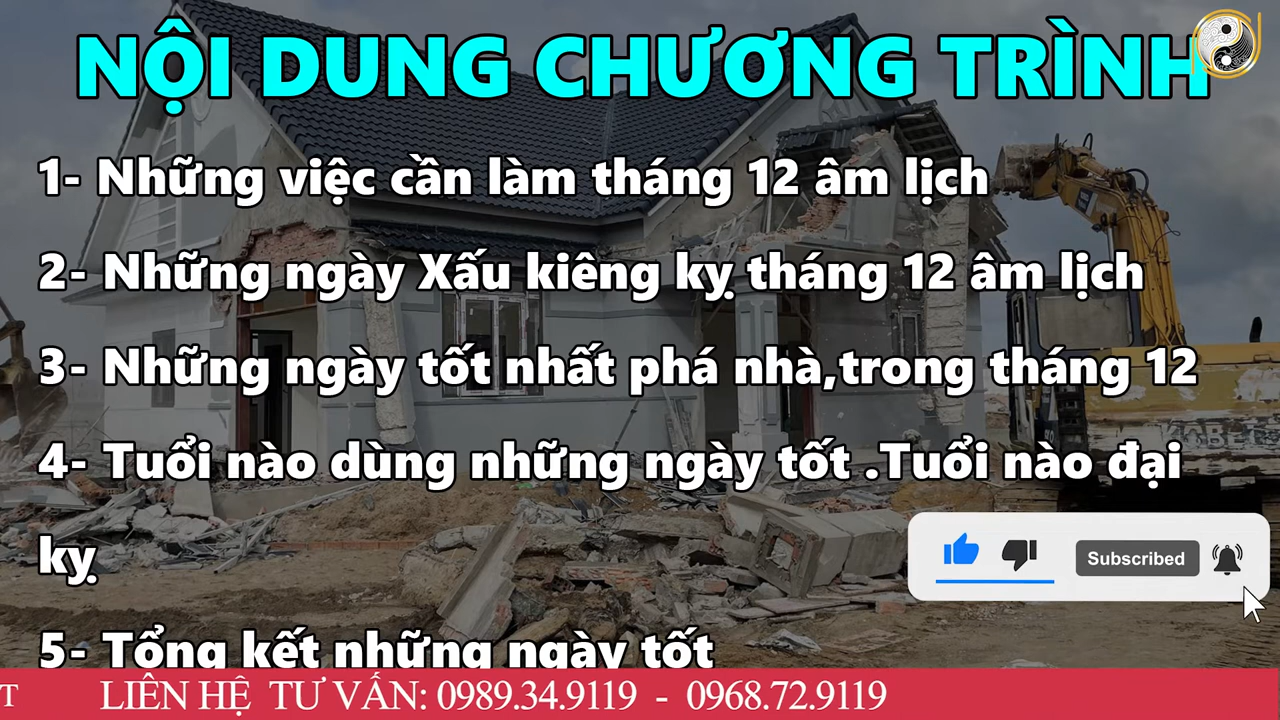 NỘI DUNG CHƯƠNG TRÌNH
1- Những việc cần làm tháng 12 âm lịch
2- Những ngày Xấu kiêng kỵ tháng 12 âm lịch
3- Những ngày tốt nhất phá nhà,trong tháng 12
4- Tuổi nào dùng những ngày tốt .Tuổi nào đại
kỵ
Subscribed
5- Tổng kết những ngày tốt
T LIÊN HỆ TƯ VẤN: 0989.34.9119 - 0968.72.9119